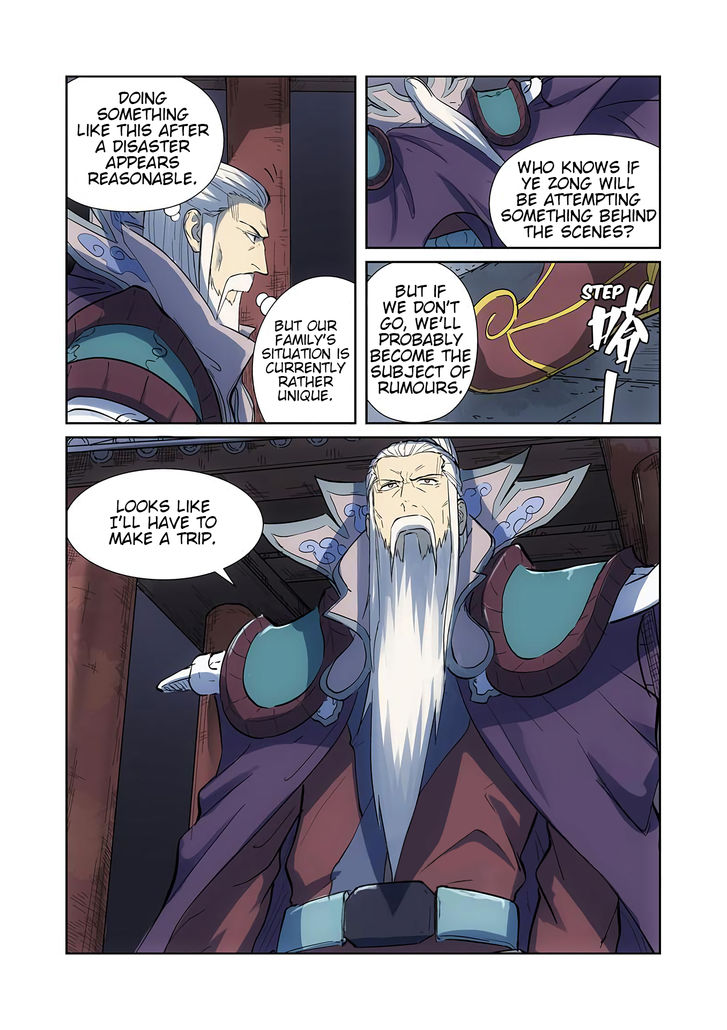 DOING
SOMETHING
LIKE THIS AFTER
A DISASTER
APPEARS
REASONABLE.
BUT OUR
FAMILY'S
SITUATION IS
CURRENTLY
RATHER
UNIQUE.
WHO KNOWS IF
YE ZONG WILL
BE ATTEMPTING
SOMETHING BEHIND
THE SCENES?
BUT IF
WE DON'T
GO, WE'LL
PROBABLY
BECOME THE
SUBJECT OF
RUMOURS.
STEP
嗒
LOOKS LIKE
I'LL HAVE TO
MAKE A TRIP.